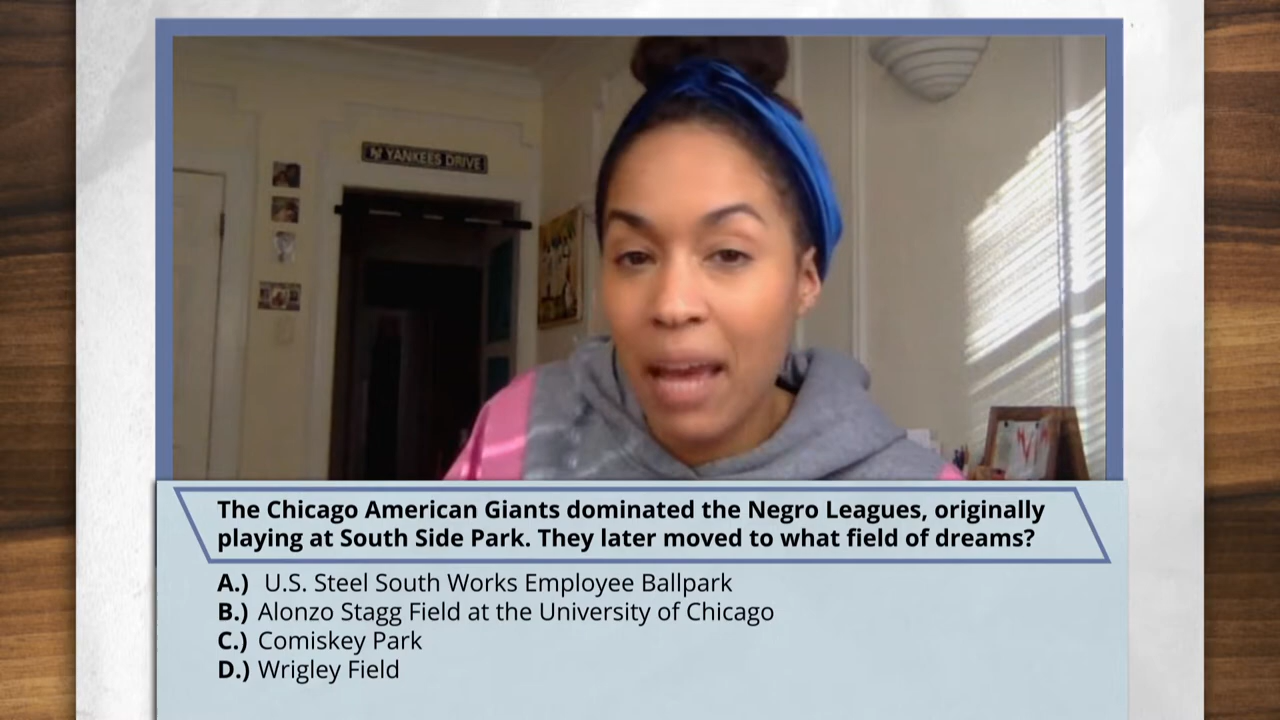 YANKEES DRIVE
The Chicago American Giants dominated the Negro Leagues, originally
playing at South Side Park. They later moved to what field of dreams?
A.) U.S. Steel South Works Employee Ballpark
B.) Alonzo Stagg Field at the University of Chicago
C.) Comiskey Park
D.) Wrigley Field